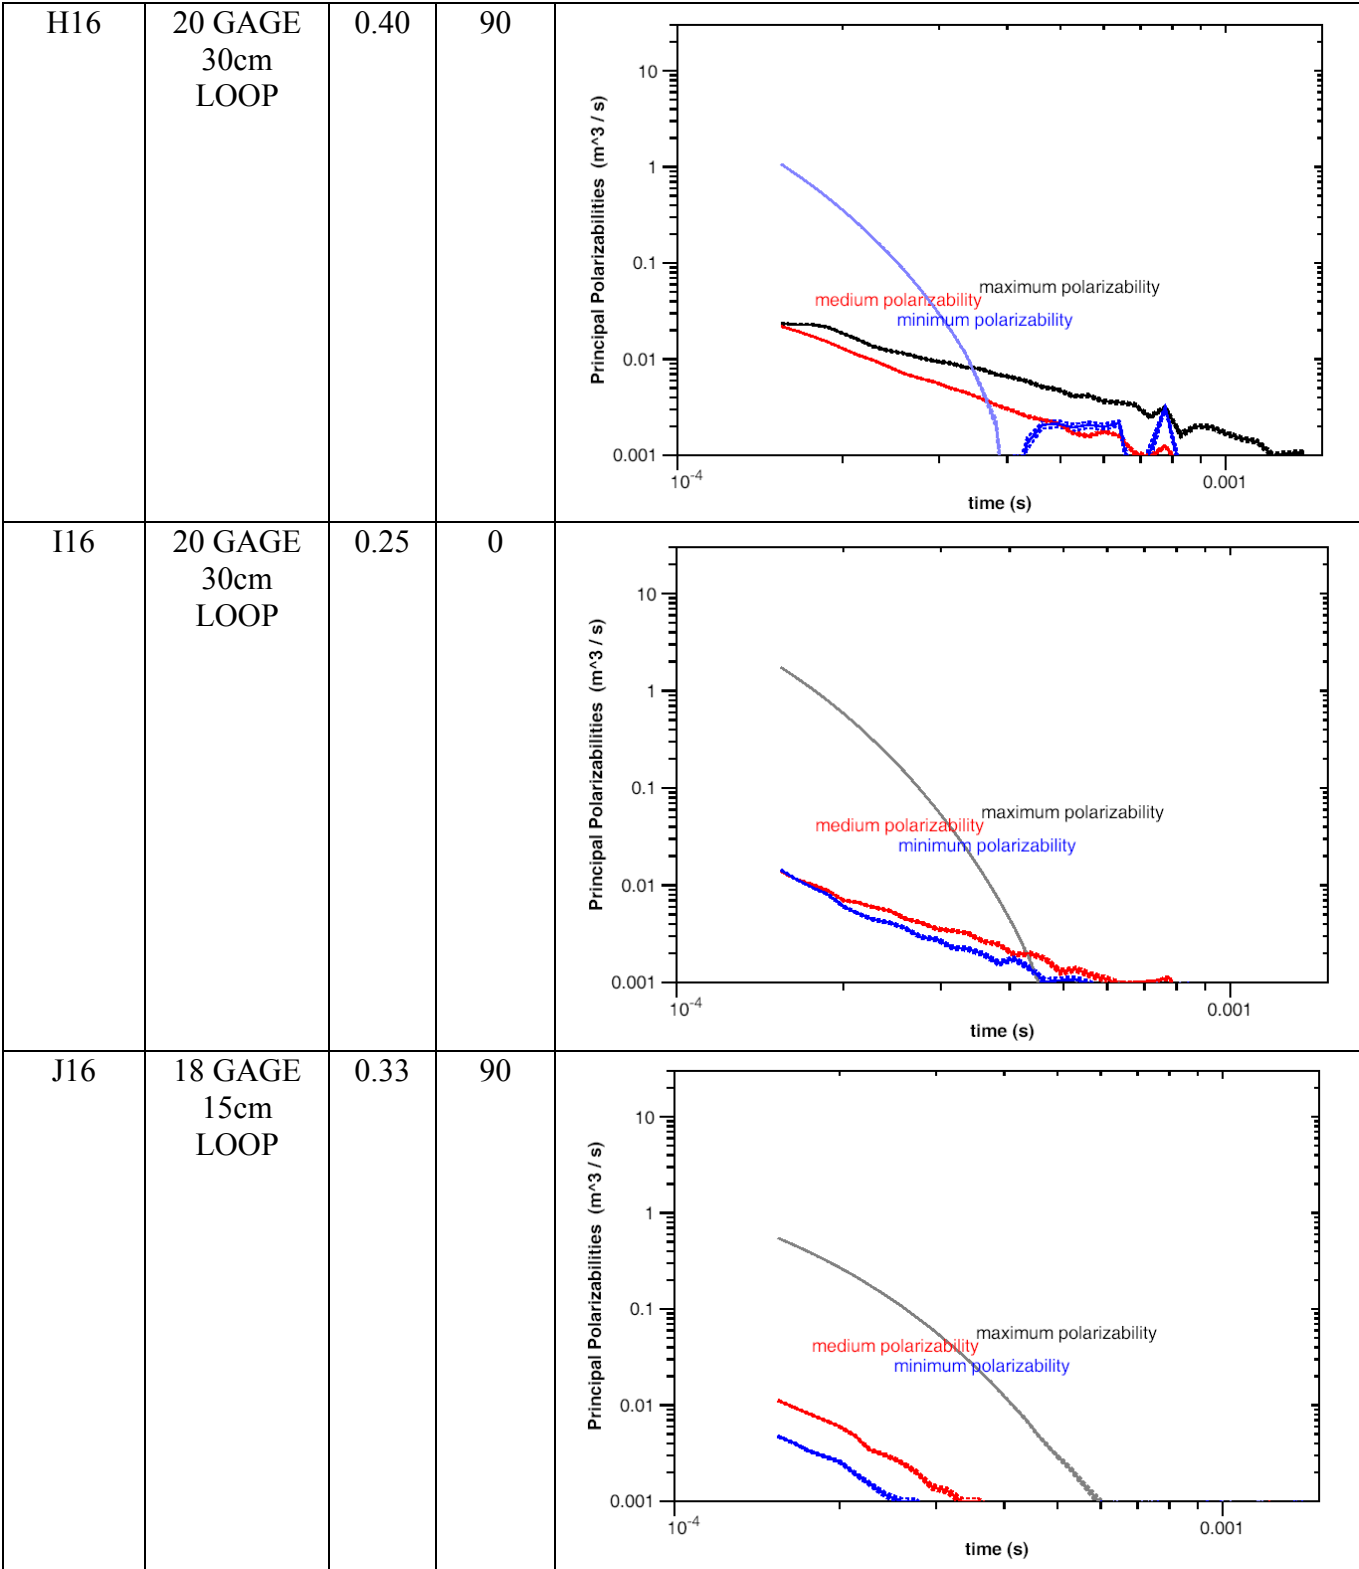 H16
20 GAGE
30cm
LOOP
0.40
90
10
1
0.1
0.01
0.001
Principal Polarizabilities (m^3 / s)
maximum polarizability
medium polarizability
minimum polarizability
10^-4
0.001
time (s)
I16
20 GAGE
30cm
LOOP
0.25
0
10
1
0.1
0.01
0.001
Principal Polarizabilities (m^3 / s)
maximum polarizability
medium polarizability
minimum polarizability
10^-4
0.001
time (s)
J16
18 GAGE
15cm
LOOP
0.33
90
10
1
0.1
0.01
0.001
Principal Polarizabilities (m^3 / s)
maximum polarizability
medium polarizability
minimum polarizability
10^-4
0.001
time (s)